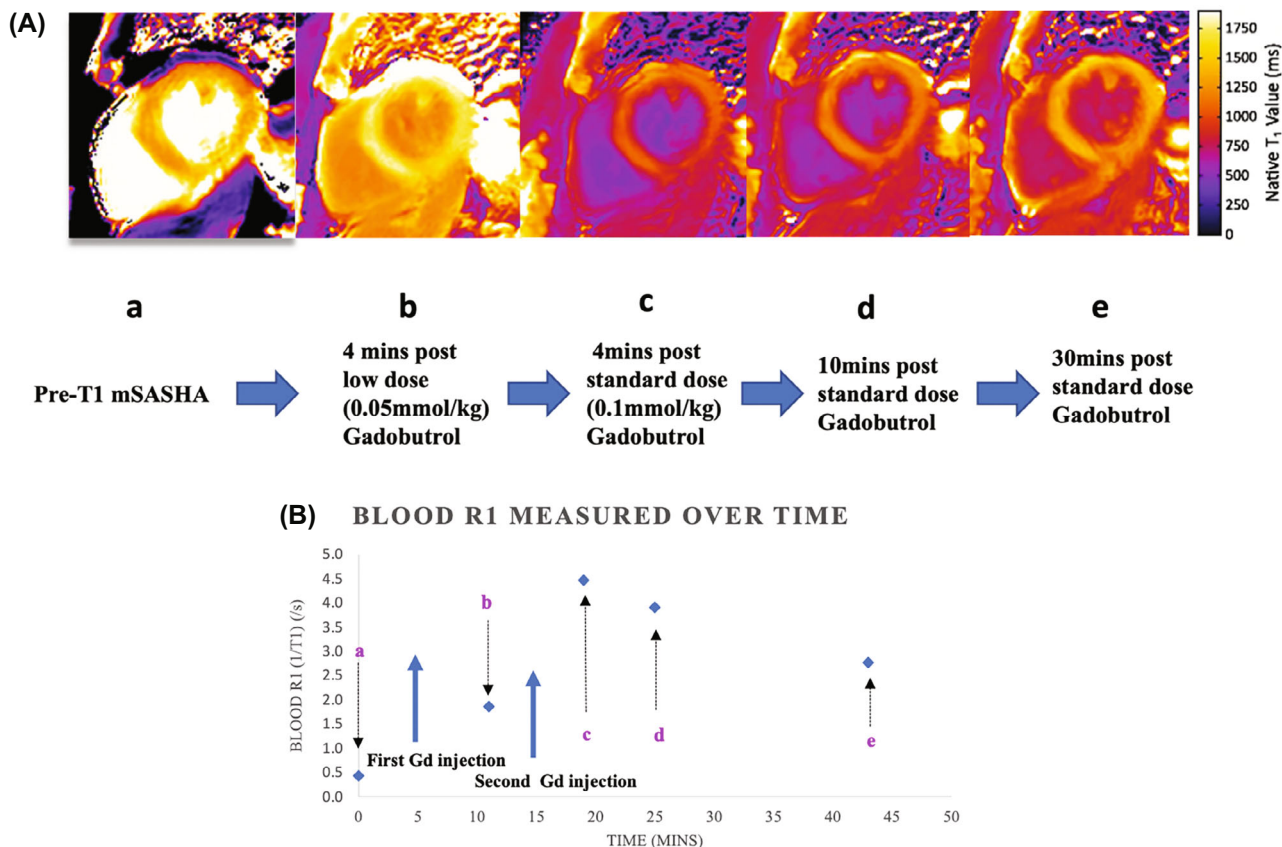 (A)
1750
1500
1250
1000
750
500
250
0
Native T₁ Value (ms)
a
b
c
d
e
Pre-T1 mSASHA
4 mins post
low dose
(0.05mmol/kg)
Gadobutrol
4mins post
standard dose
(0.1mmol/kg)
Gadobutrol
10mins post
standard dose
Gadobutrol
30mins post
standard dose
Gadobutrol
(B) BLOOD R1 MEASURED OVER TIME
BLOOD R1 (1/T1) (/s)
5.0
4.5
4.0
3.5
3.0
2.5
2.0
1.5
1.0
0.5
0.0
a
b
c
d
e
First Gd injection
Second Gd injection
0 5 10 15 20 25 30 35 40 45 50
TIME (MINS)